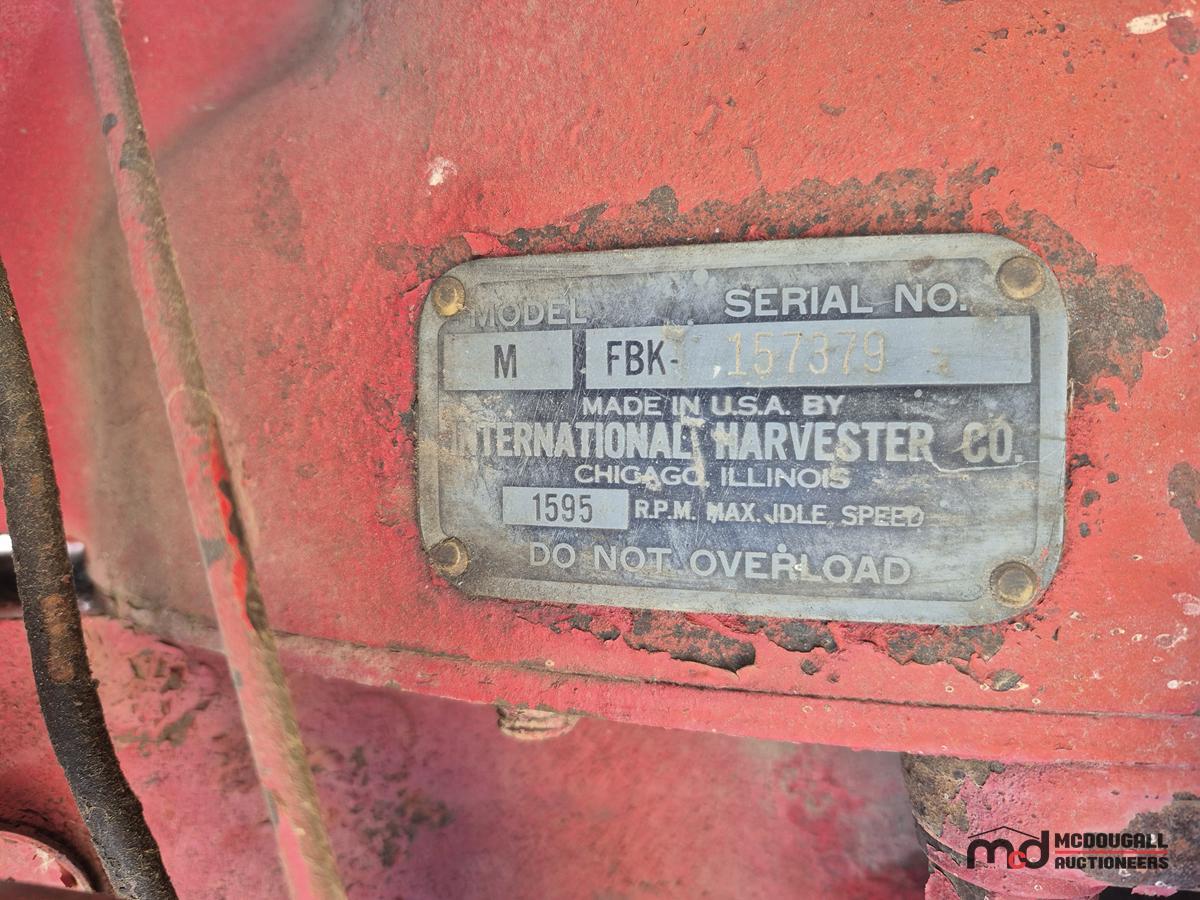 MODEL SERIAL NO.
M FBK- 157379
MADE IN U.S.A. BY
INTERNATIONAL HARVESTER CO.
CHICAGO, ILLINOIS
1595 R.P.M. MAX. IDLE SPEED
DO NOT OVERLOAD
mcd MCDOUGALL
AUCTIONEERS